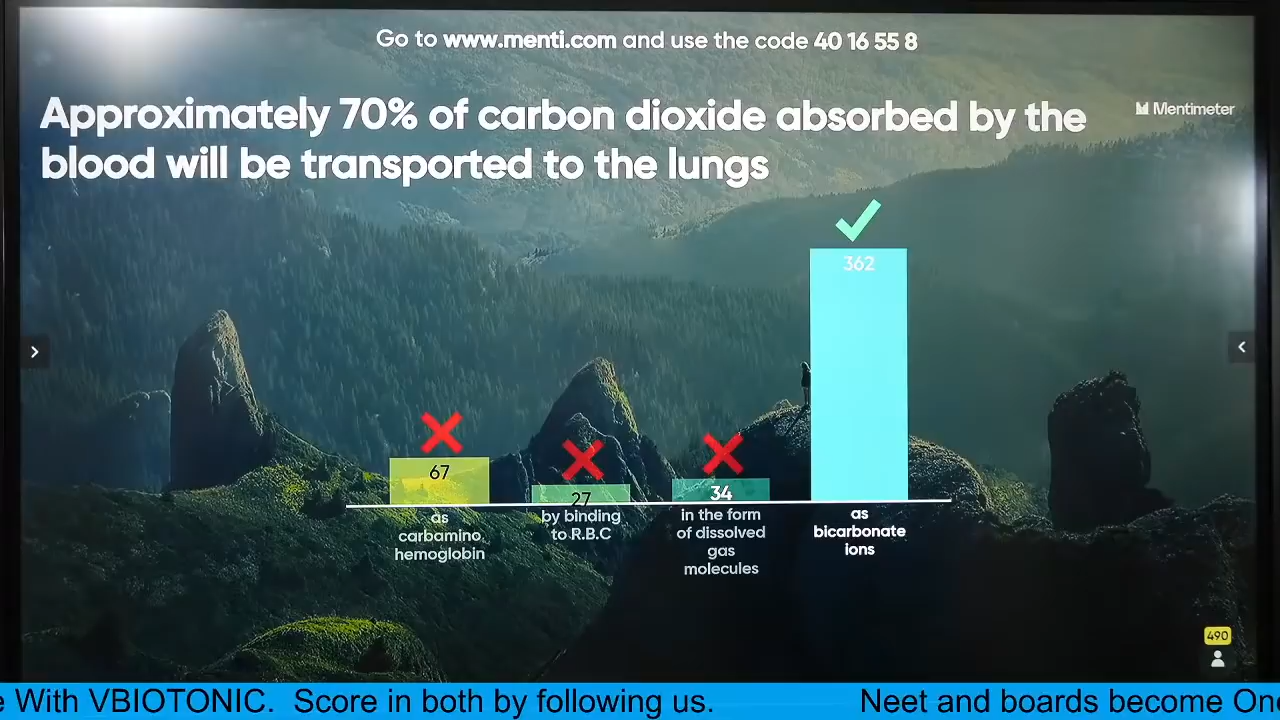 Go to www.menti.com and use the code 40 16 55 8
Approximately 70% of carbon dioxide absorbed by the
blood will be transported to the lungs
Mentimeter
362
67
27
34
as
carbamino
hemoglobin
by binding
to R.B.C
in the form
of dissolved
gas
molecules
as
bicarbonate
ions
490
With VBIOTONIC. Score in both by following us.
Neet and boards become